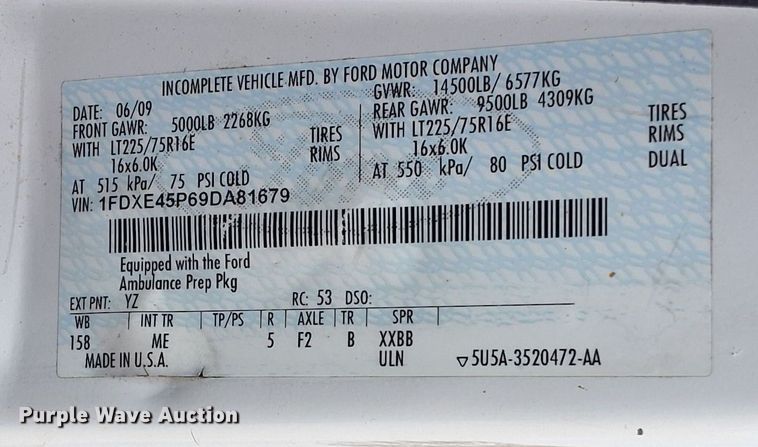 INCOMPLETE VEHICLE MFD. BY FORD MOTOR COMPANY
DATE: 06/09 GVWR: 14500LB/ 6577KG
FRONT GAWR: 5000LB 2268KG REAR GAWR: 9500LB 4309KG
WITH LT225/75R16E TIRES WITH LT225/75R16E TIRES
16x6.0K RIMS 16x6.0K RIMS
AT 515 kPa/ 75 PSI COLD AT 550 kPa/ 80 PSI COLD DUAL
VIN: 1FDXE45P69DA81679
Equipped with the Ford
Ambulance Prep Pkg
EXT PNT: YZ RC: 53 DSO:
WB INT TR TP/PS R AXLE TR SPR
158 ME 5 F2 B XXBB
MADE IN U.S.A. ULN ▽5U5A-3520472-AA
Purple Wave Auction